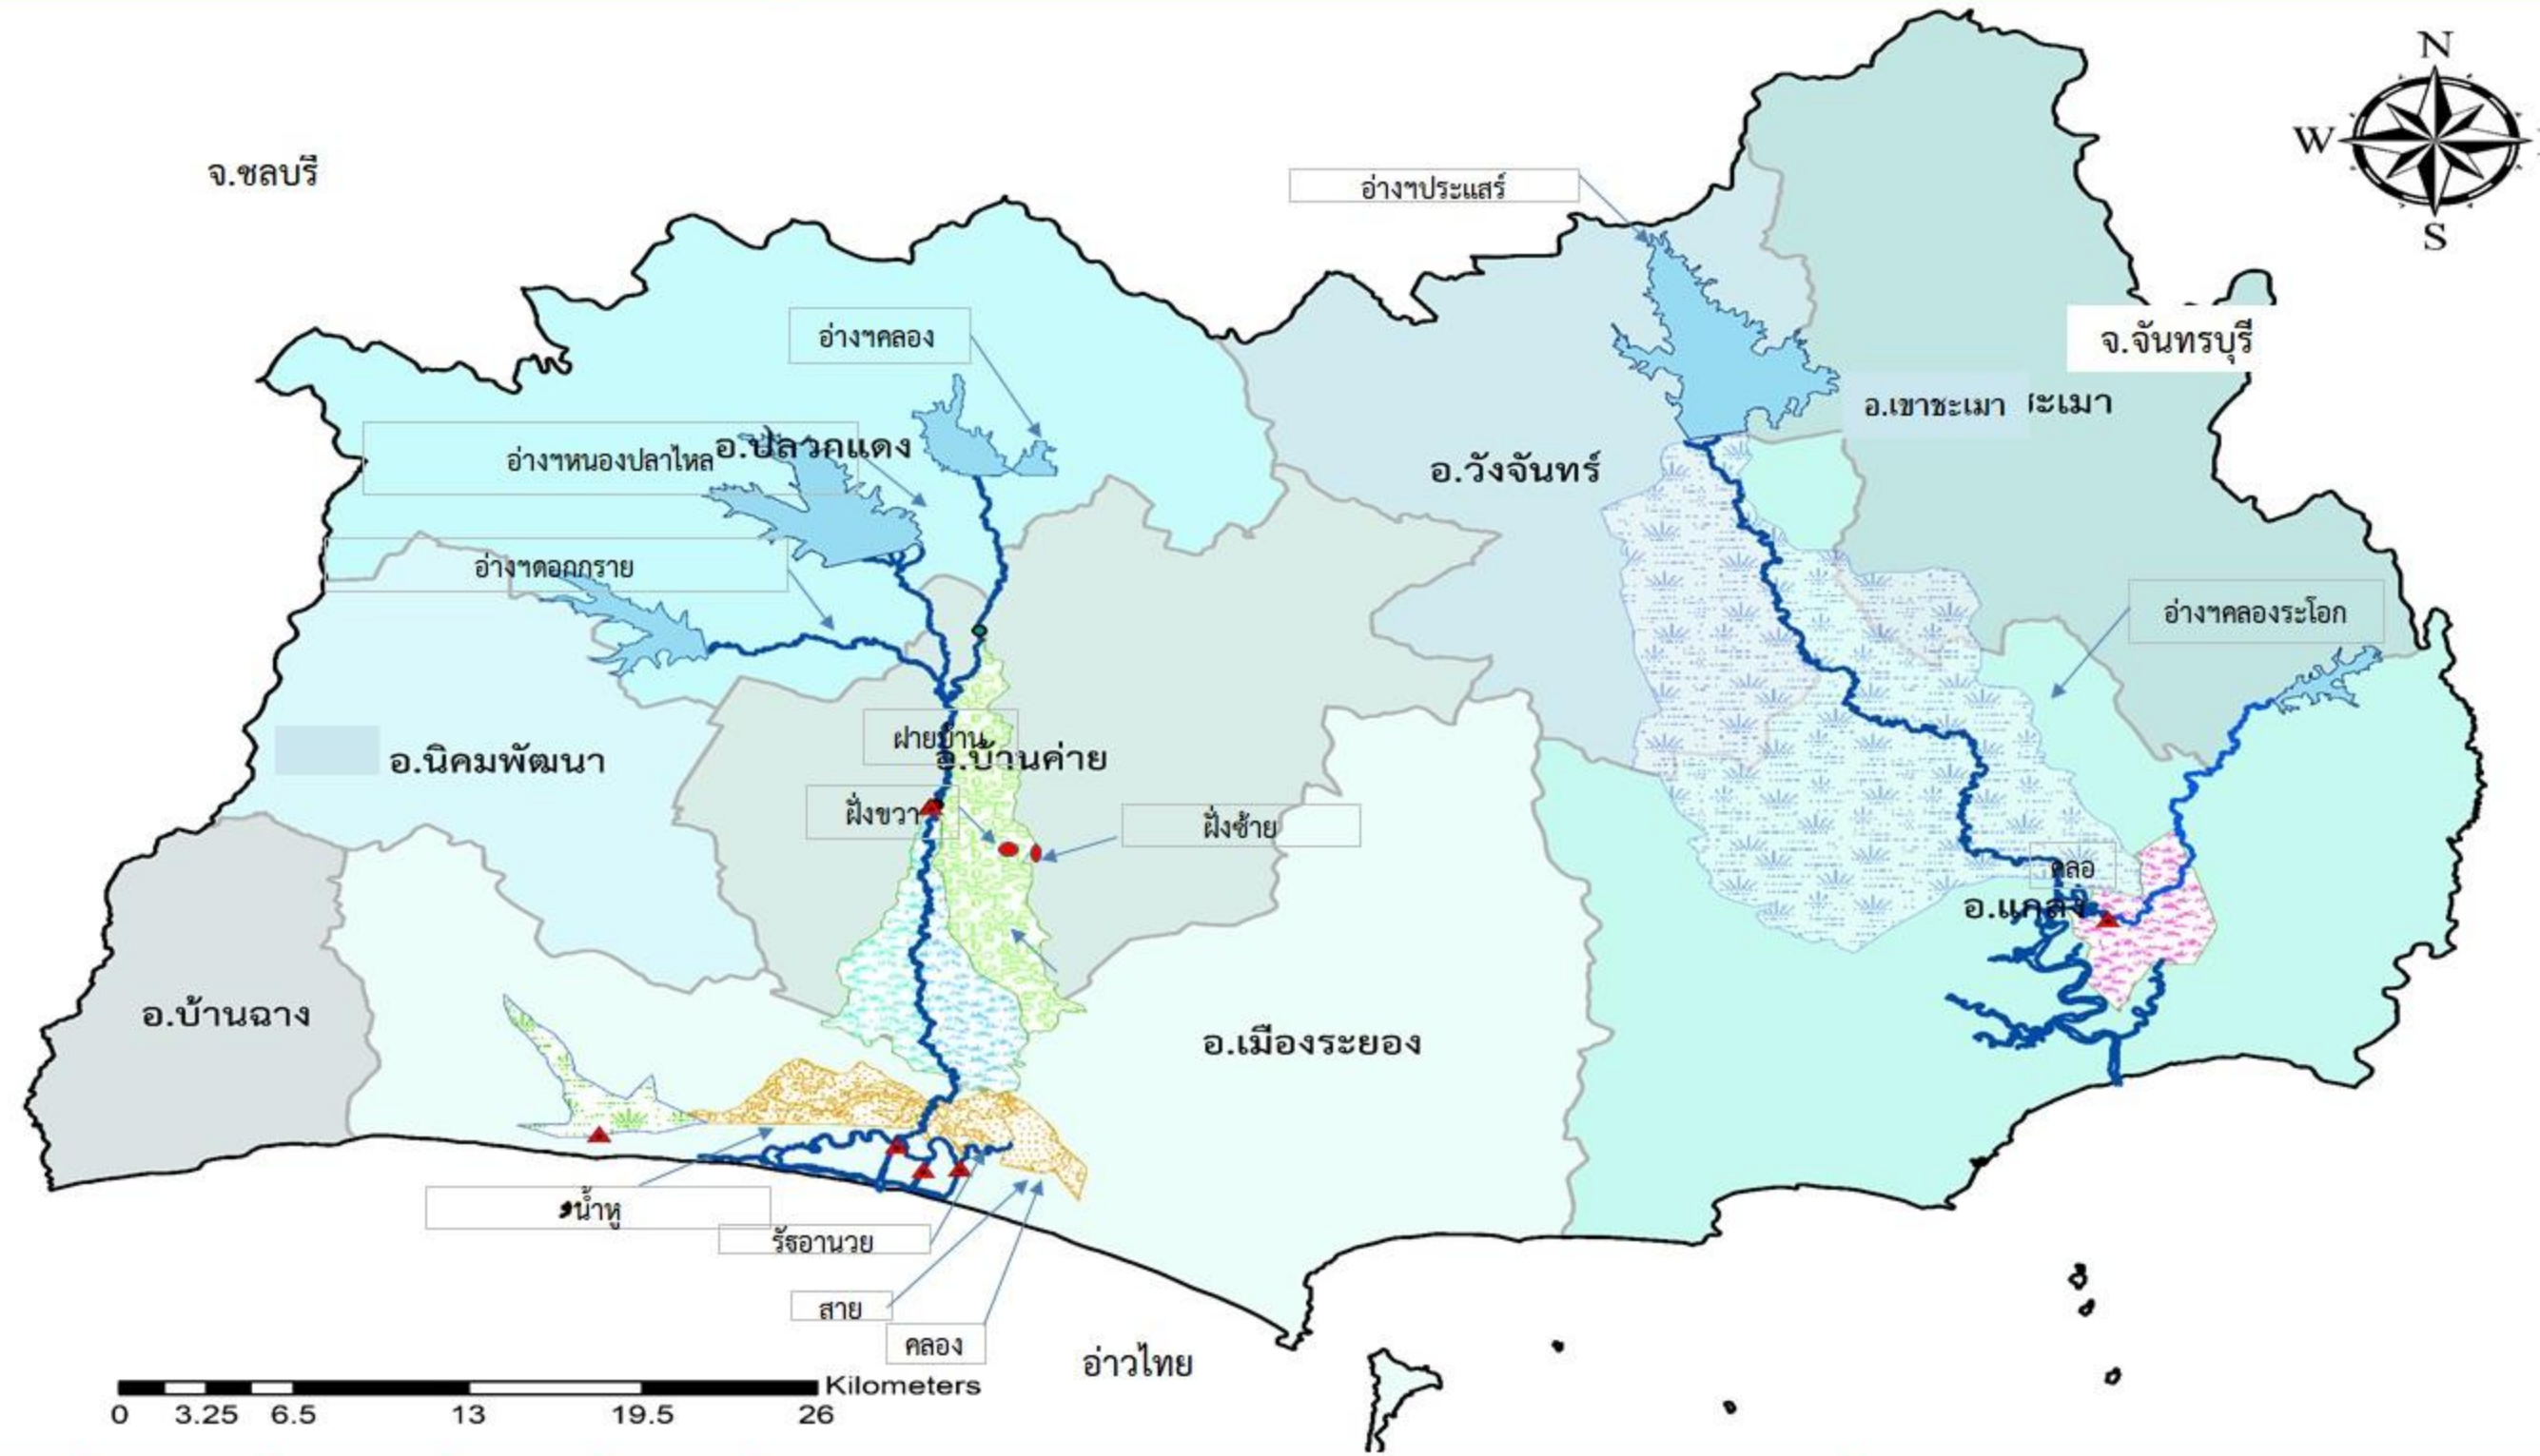 N
จ.ชลบุรี
W
อ่างฯประแสร์
S
อ่างฯคลอง
จ.จันทรบุรี
อ.เขาชะเมา
ชะเมา
อ.ปลวกแดง
อ่างฯหนองปลาไหล
อ.วังจันทร์
อ่างฯดอกกราย
อ่างฯคลองระโอก
ฝายบ้าน
อ.บ้านค่าย
อ.นิคมพัฒนา
ฝั่งขวา
ฝั่งซ้าย
คลอ
อ.แกลง
อ.บ้านฉาง
อ.เมืองระยอง
น้ำหู
รัฐอานวย
สาย
คลอง
อ่าวไทย
Kilometers
0 3.25 6.5 13 19.5 26